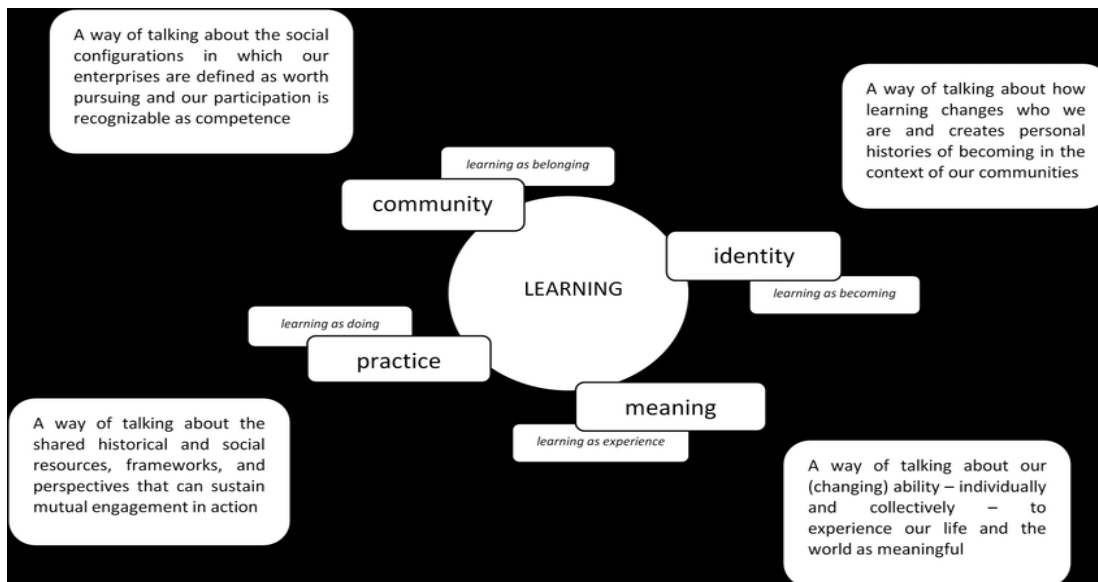 A way of talking about the social
configurations in which our
enterprises are defined as worth
pursuing and our participation is
recognizable as competence
A way of talking about how
learning changes who we
are and creates personal
histories of becoming in the
context of our communities
learning as belonging
community
identity
learning as becoming
LEARNING
learning as doing
practice
meaning
learning as experience
A way of talking about the
shared historical and social
resources, frameworks, and
perspectives that can sustain
mutual engagement in action
A way of talking about our
(changing) ability – individually
and collectively – to
experience our life and the
world as meaningful